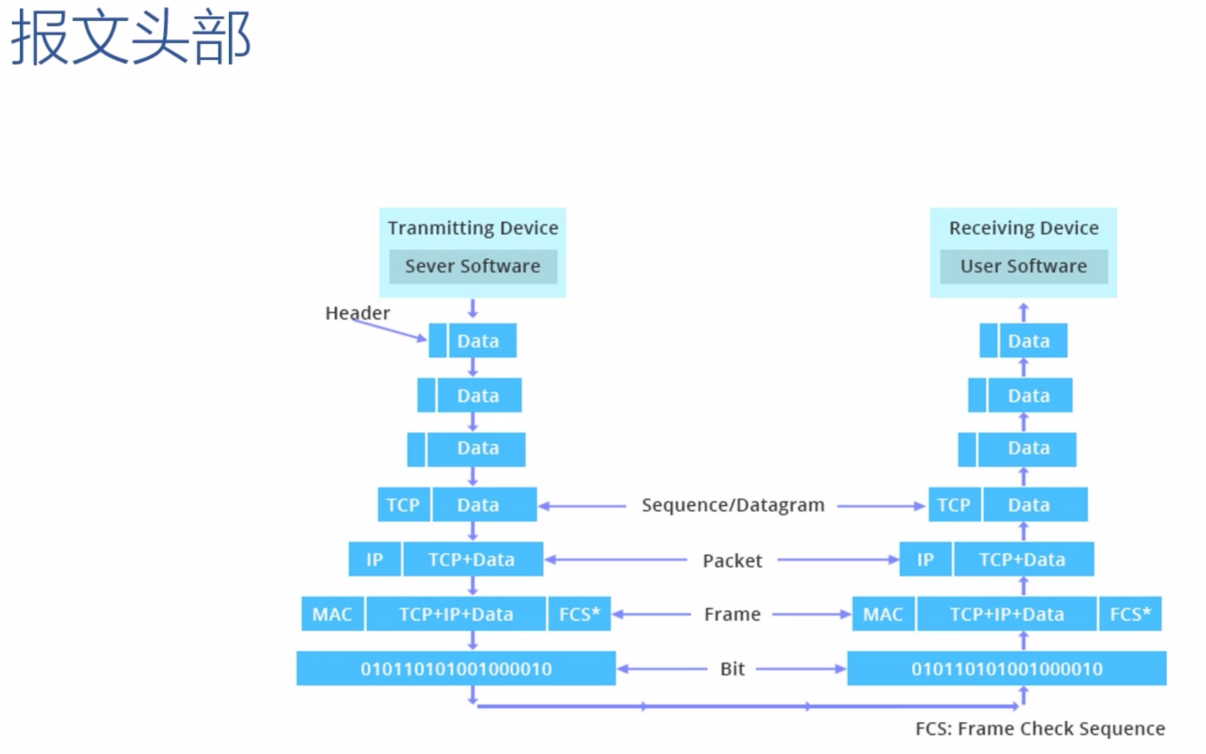 报文头部
Tranmitting Device
Sever Software
Receiving Device
User Software
Header
Data
Data
Data
Data
Data
Data
TCP Data
Sequence/Datagram
TCP Data
IP TCP+Data
Packet
IP TCP+Data
MAC TCP+IP+Data FCS*
Frame
MAC TCP+IP+Data FCS*
010110101001000010
Bit
010110101001000010
FCS: Frame Check Sequence